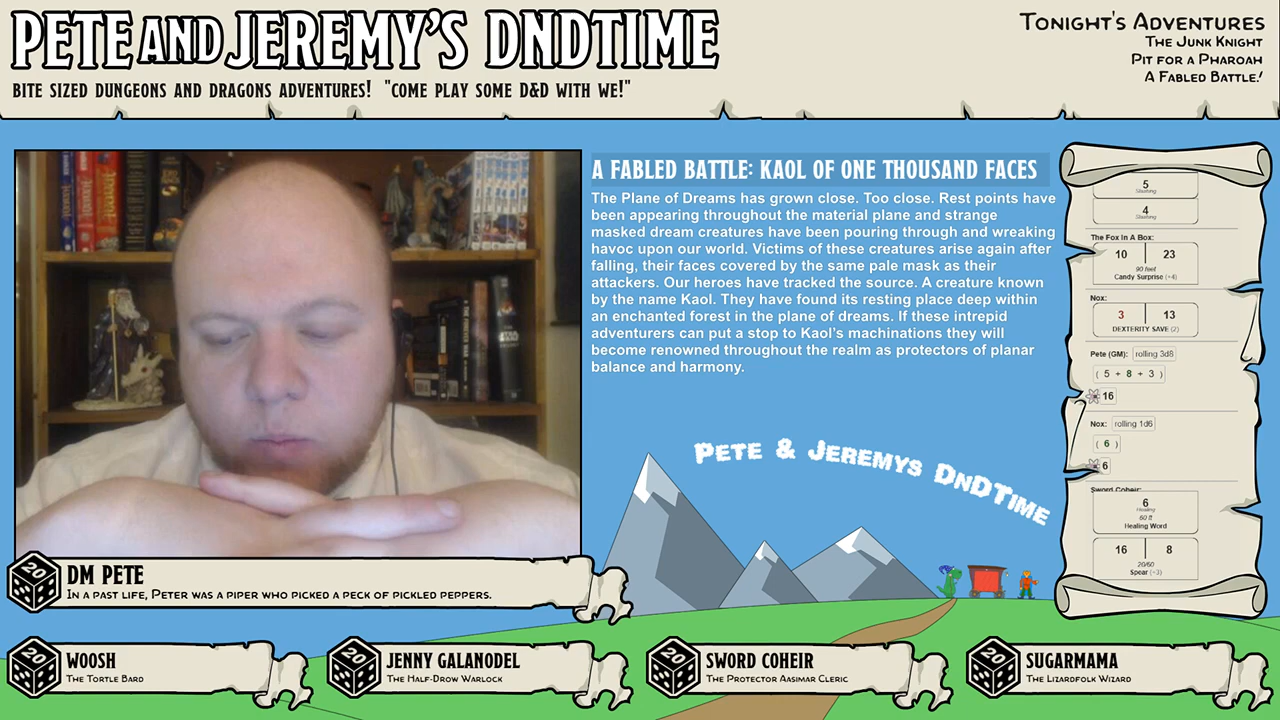 PETE AND JEREMY'S DNDTIME
BITE SIZED DUNGEONS AND DRAGONS ADVENTURES! "COME PLAY SOME D&D WITH WE!"
TONIGHT'S ADVENTURES
THE JUNK KNIGHT
PIT FOR A PHAROAH
A FABLED BATTLE!
A FABLED BATTLE: KAOL OF ONE THOUSAND FACES
The Plane of Dreams has grown close. Too close. Rest points have
been appearing throughout the material plane and strange
masked dream creatures have been pouring through and wreaking
havoc upon our world. Victims of these creatures arise again after
falling, their faces covered by the same pale mask as their
attackers. Our heroes have tracked the source. A creature known
by the name Kaol. They have found its resting place deep within
an enchanted forest in the plane of dreams. If these intrepid
adventurers can put a stop to Kaol's machinations they will
become renowned throughout the realm as protectors of planar
balance and harmony.
PETE & JEREMYS DNDTIME
5
Slashing
4
Slashing
The Fox In A Box:
10 23
90 feet
Candy Surprise (+4)
Nox:
3 13
DEXTERITY SAVE (2)
Pete (GM): rolling 3d8
( 5 + 8 + 3 )
16
Nox: rolling 1d6
( 6 )
6
Sword Coheir:
6
Healing
60 ft
Healing Word
16 8
20/60
Spear (+3)
20
DM PETE
IN A PAST LIFE, PETER WAS A PIPER WHO PICKED A PECK OF PICKLED PEPPERS.
20
WOOSH
THE TORTLE BARD
20
JENNY GALANODEL
THE HALF-DROW WARLOCK
20
SWORD COHEIR
THE PROTECTOR AASIMAR CLERIC
20
SUGARMAMA
THE LIZARDFOLK WIZARD